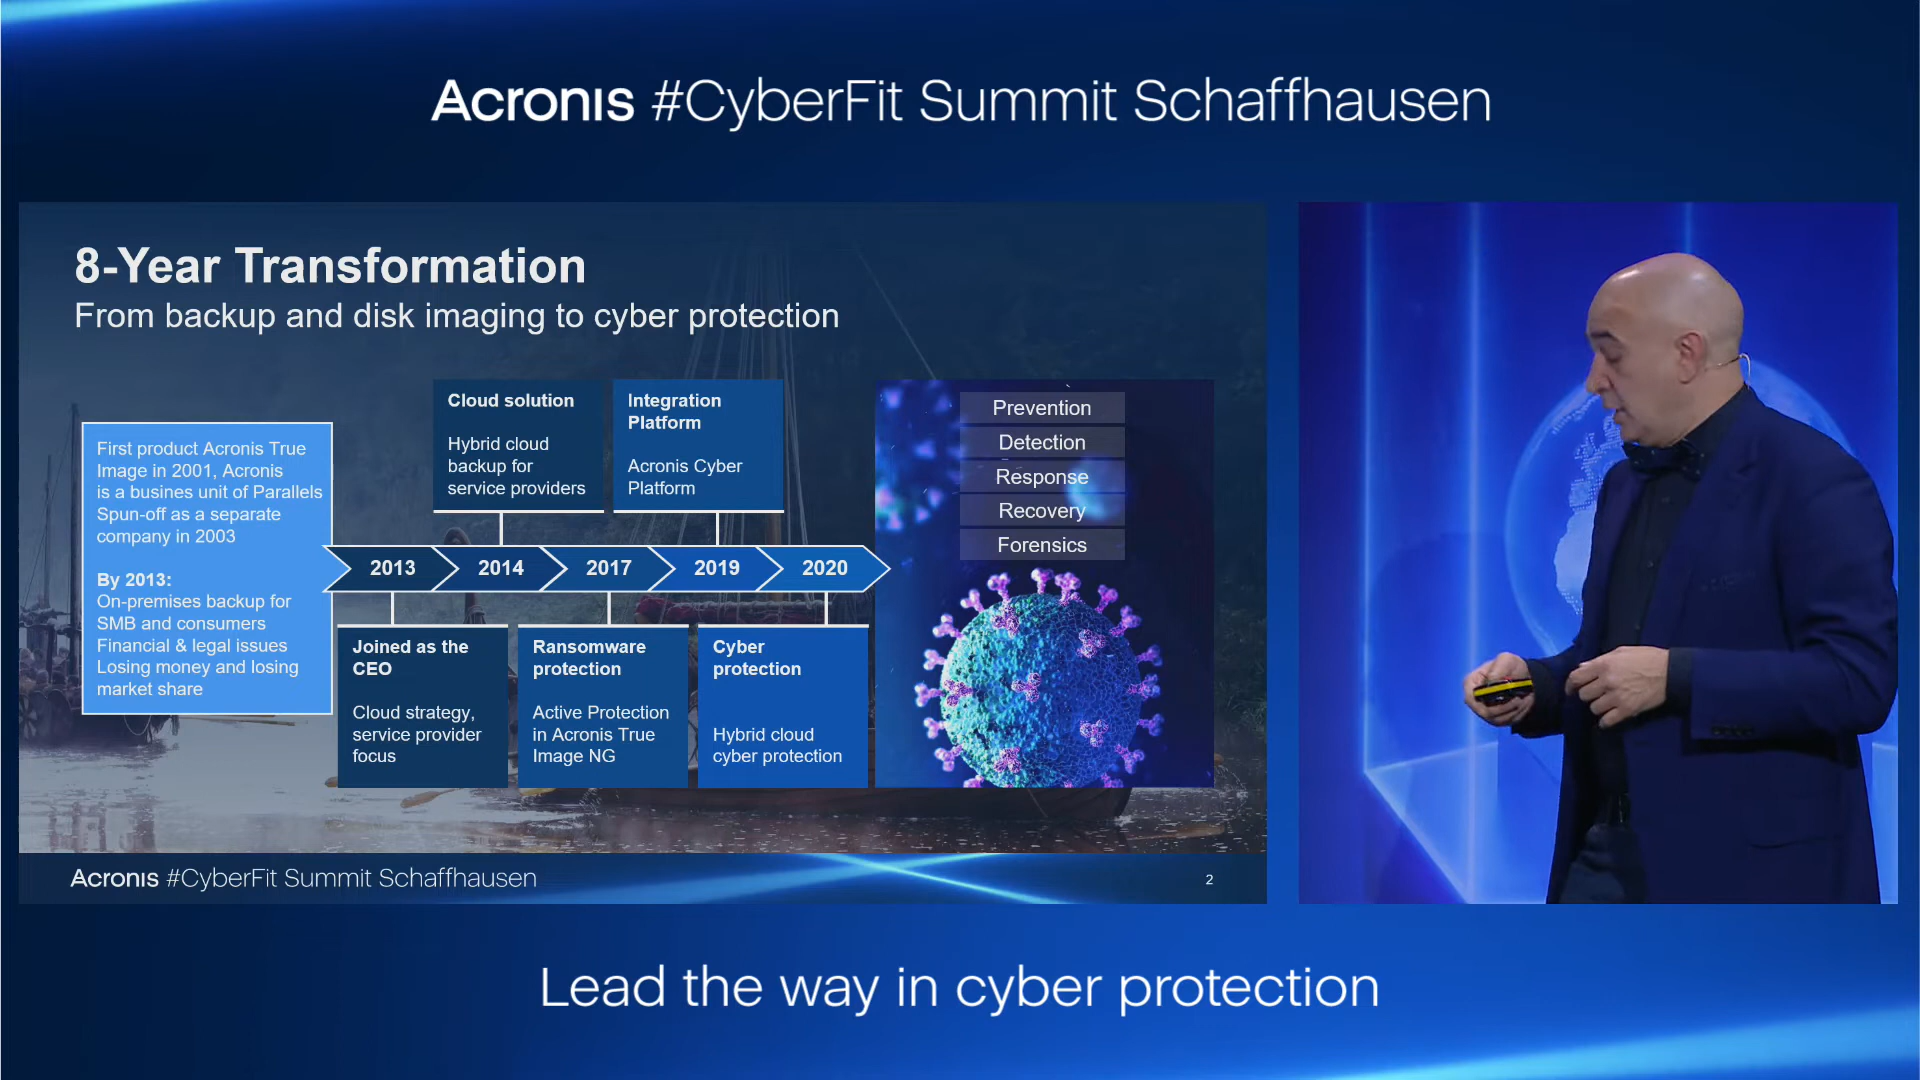 Acronis #CyberFit Summit Schaffhausen
8-Year Transformation
From backup and disk imaging to cyber protection
First product Acronis True
Image in 2001, Acronis
is a busines unit of Parallels
Spun-off as a separate
company in 2003
By 2013:
On-premises backup for
SMB and consumers
Financial & legal issues
Losing money and losing
market share
Cloud solution
Hybrid cloud
backup for
service providers
Integration
Platform
Acronis Cyber
Platform
2013
2014
2017
2019
2020
Joined as the
CEO
Cloud strategy,
service provider
focus
Ransomware
protection
Active Protection
in Acronis True
Image NG
Cyber
protection
Hybrid cloud
cyber protection
Prevention
Detection
Response
Recovery
Forensics
Acronis #CyberFit Summit Schaffhausen
2
Lead the way in cyber protection